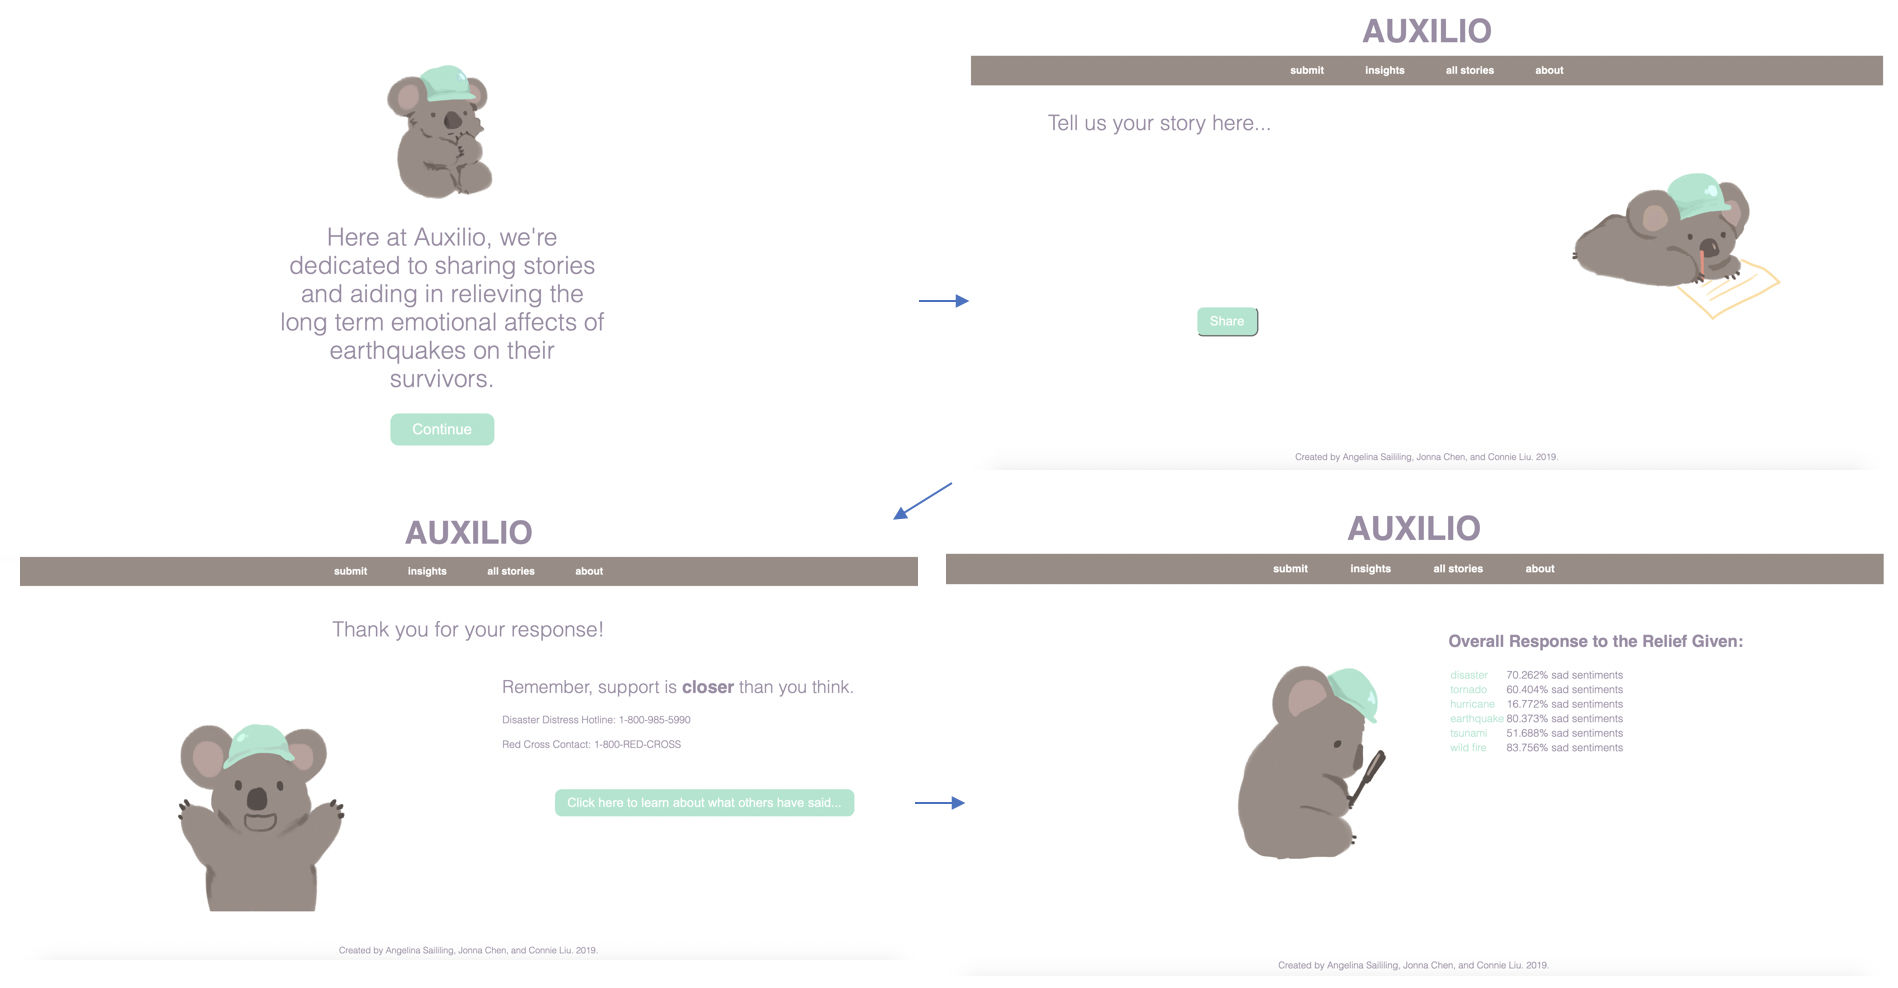 Here at Auxilio, we're
dedicated to sharing stories
and aiding in relieving the
long term emotional affects of
earthquakes on their
survivors.
Continue
AUXILIO
submit insights all stories about
Tell us your story here...
Share
Created by Angelina Saililing, Jonna Chen, and Connie Liu. 2019.
AUXILIO
submit insights all stories about
Thank you for your response!
Remember, support is closer than you think.
Disaster Distress Hotline: 1-800-985-5990
Red Cross Contact: 1-800-RED-CROSS
Click here to learn about what others have said...
Created by Angelina Saililing, Jonna Chen, and Connie Liu. 2019.
AUXILIO
submit insights all stories about
Overall Response to the Relief Given:
disaster 70.262% sad sentiments
tornado 60.404% sad sentiments
hurricane 16.772% sad sentiments
earthquake 80.373% sad sentiments
tsunami 51.688% sad sentiments
wild fire 83.756% sad sentiments
Created by Angelina Saililing, Jonna Chen, and Connie Liu. 2019.